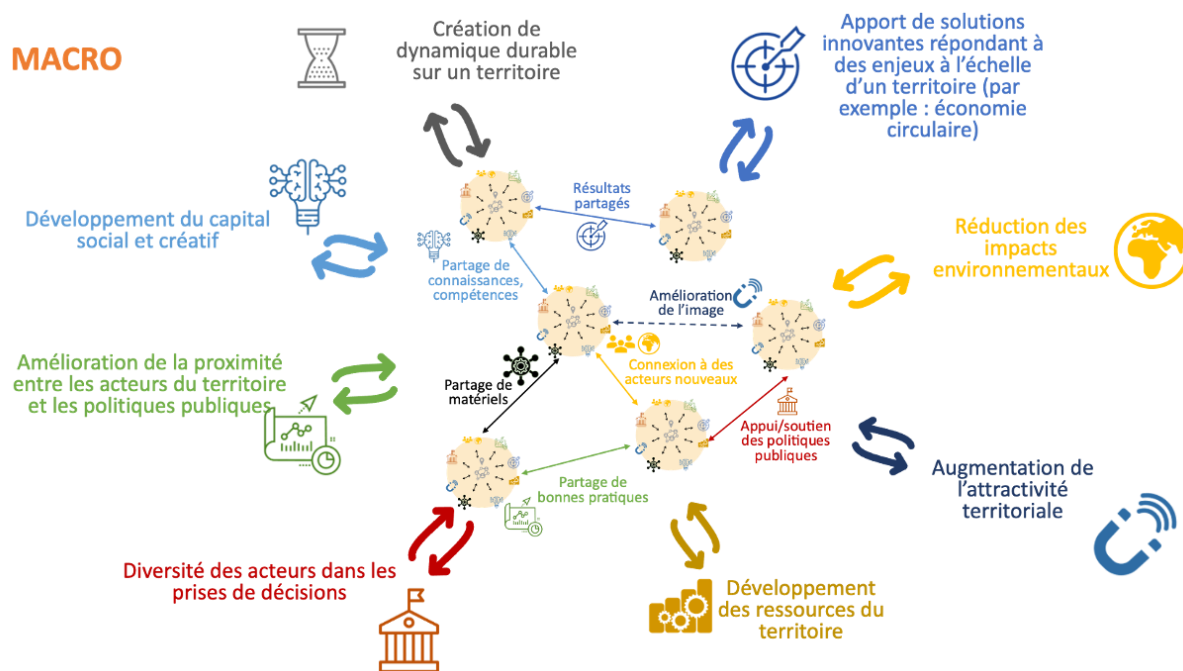 MACRO
Création de
dynamique durable
sur un territoire
Apport de solutions
innovantes répondant à
des enjeux à l’échelle
d’un territoire (par
exemple : économie
circulaire)
Développement du capital
social et créatif
Résultats
partagés
Partage de
connaissances,
compétences
Réduction des
impacts
environnementaux
Amélioration
de l’image
Amélioration de la proximité
entre les acteurs du territoire
et les politiques publiques
Connexion à des
acteurs nouveaux
Partage de
matériels
Appui/soutien
des politiques
publiques
Augmentation de
l’attractivité
territoriale
Partage de
bonnes pratiques
Diversité des acteurs dans les
prises de décisions
Développement
des ressources du
territoire